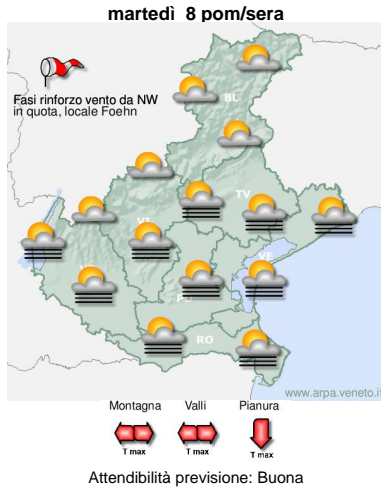 martedì 8 pom/sera
Fasi rinforzo vento da NW
in quota, locale Foehn
BL
TV
VI
VE
PD
RO
www.arpa.veneto.it
Montagna Valli Pianura
T max T max T max
Attendibilità previsione: Buona